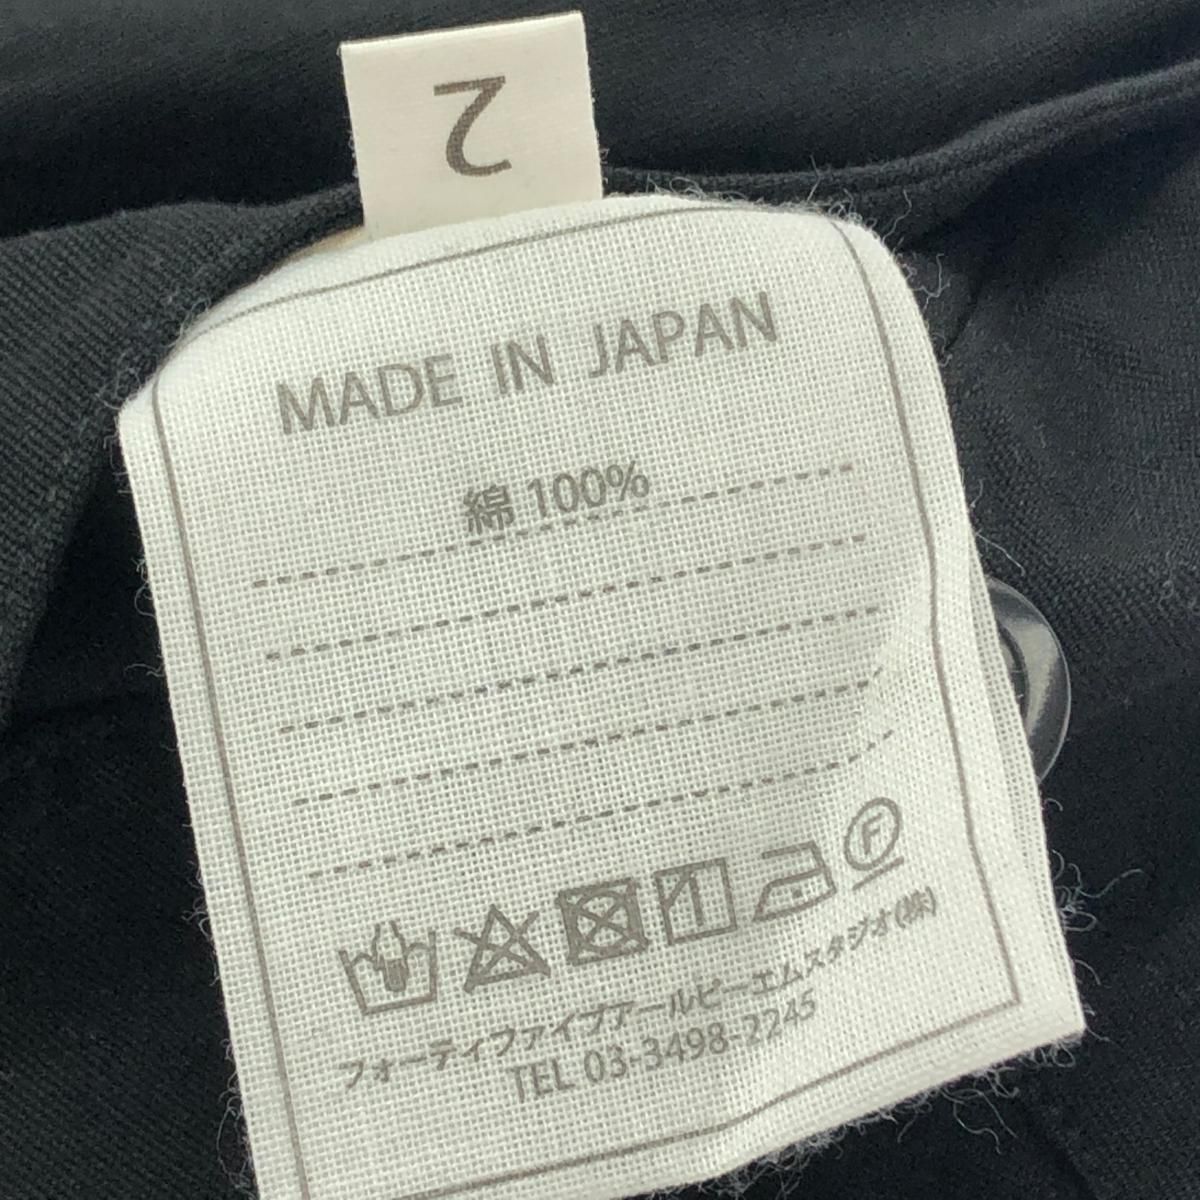 2
MADE IN JAPAN
綿 100%
F
フォーティファイブアールピーエムスタジオ(株)
TEL 03-3498-2245